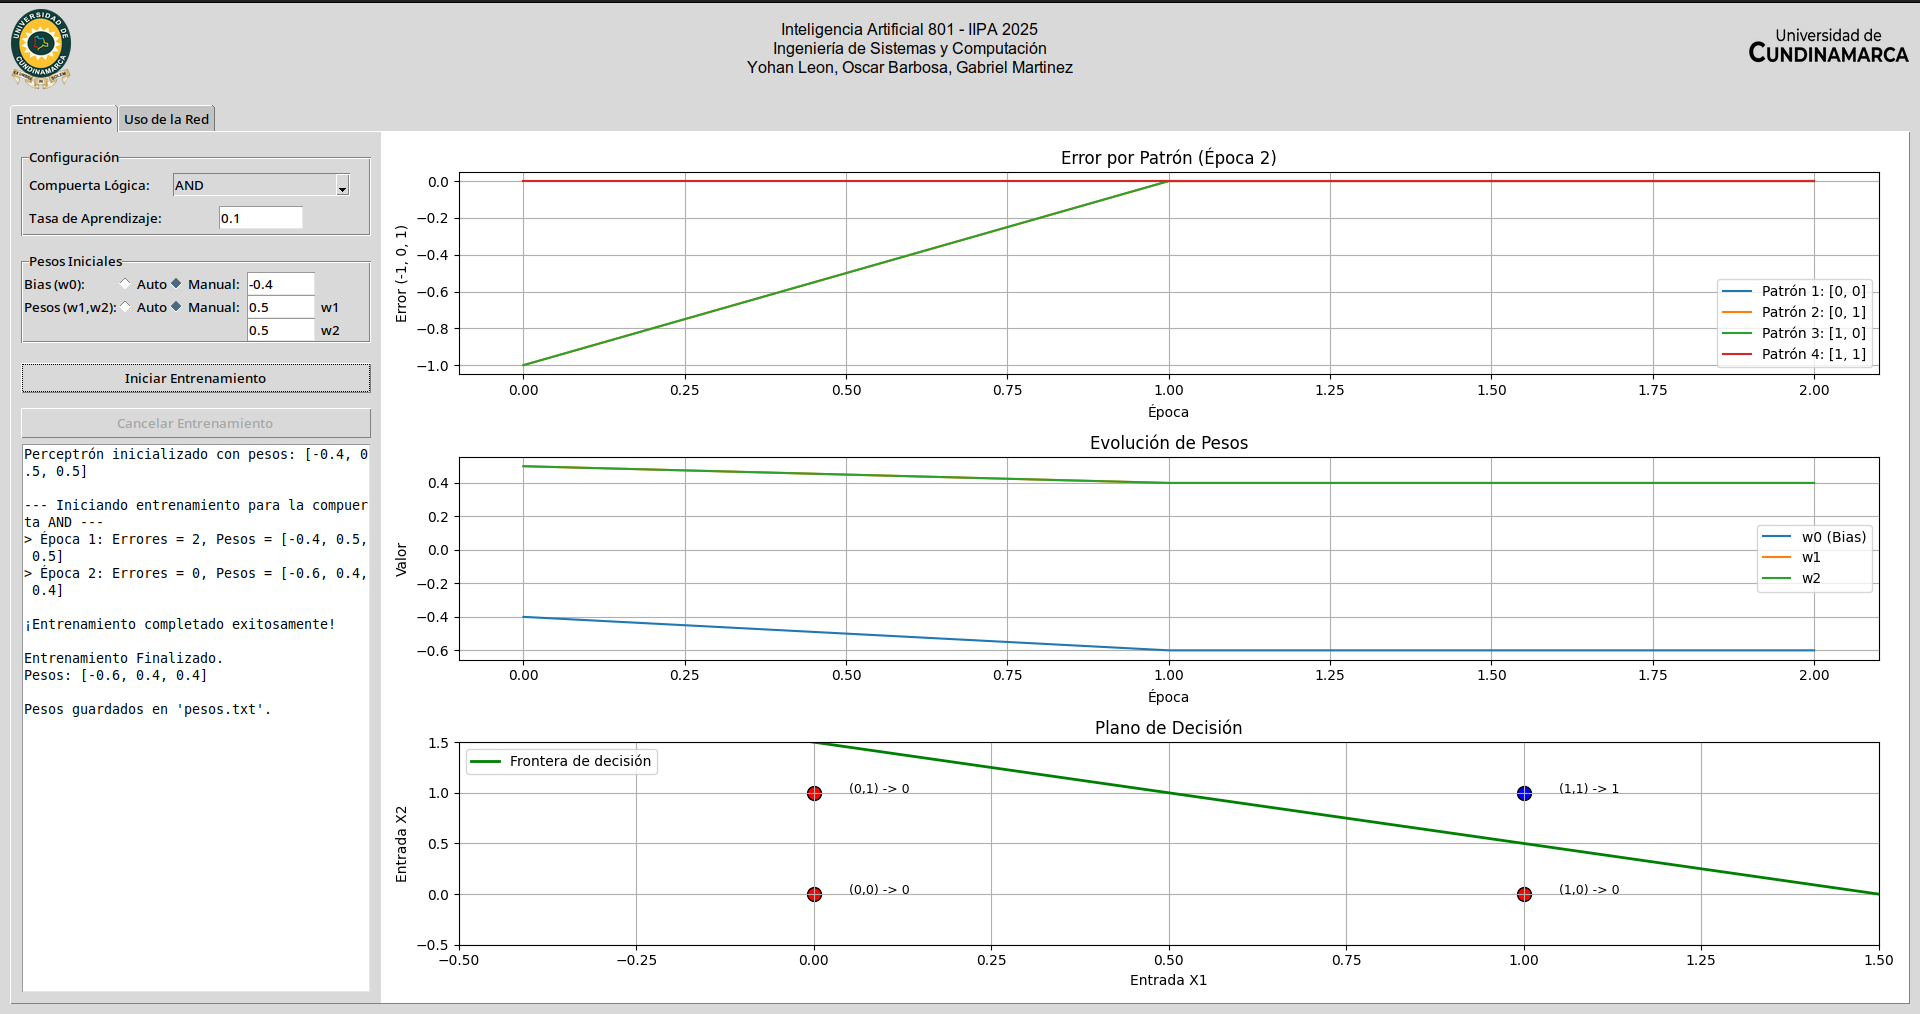 UNIVERSIDAD DE
CUNDINAMARCA
Inteligencia Artificial 801 - IIPA 2025
Ingeniería de Sistemas y Computación
Yohan Leon, Oscar Barbosa, Gabriel Martinez
Universidad de
CUNDINAMARCA
Entrenamiento
Uso de la Red
Configuración
Compuerta Lógica:
AND
Tasa de Aprendizaje:
0.1
Pesos Iniciales
Bias (w0):
Auto
Manual:
-0.4
Pesos (w1,w2):
Auto
Manual:
0.5
w1
0.5
w2
Iniciar Entrenamiento
Cancelar Entrenamiento
Perceptrón inicializado con pesos: [-0.4, 0
.5, 0.5]
--- Iniciando entrenamiento para la compuer
ta AND ---
> Época 1: Errores = 2, Pesos = [-0.4, 0.5,
0.5]
> Época 2: Errores = 0, Pesos = [-0.6, 0.4,
0.4]
¡Entrenamiento completado exitosamente!
Entrenamiento Finalizado.
Pesos: [-0.6, 0.4, 0.4]
Pesos guardados en 'pesos.txt'.
Error por Patrón (Época 2)
Error (-1, 0, 1)
0.0
−0.2
−0.4
−0.6
−0.8
−1.0
Patrón 1: [0, 0]
Patrón 2: [0, 1]
Patrón 3: [1, 0]
Patrón 4: [1, 1]
0.00 0.25 0.50 0.75 1.00 1.25 1.50 1.75 2.00
Época
Evolución de Pesos
Valor
0.4
0.2
0.0
−0.2
−0.4
−0.6
w0 (Bias)
w1
w2
0.00 0.25 0.50 0.75 1.00 1.25 1.50 1.75 2.00
Época
Plano de Decisión
Entrada X2
1.5
1.0
0.5
0.0
−0.5
Frontera de decisión
(0,1) -> 0
(1,1) -> 1
(0,0) -> 0
(1,0) -> 0
−0.50 −0.25 0.00 0.25 0.50 0.75 1.00 1.25 1.50
Entrada X1